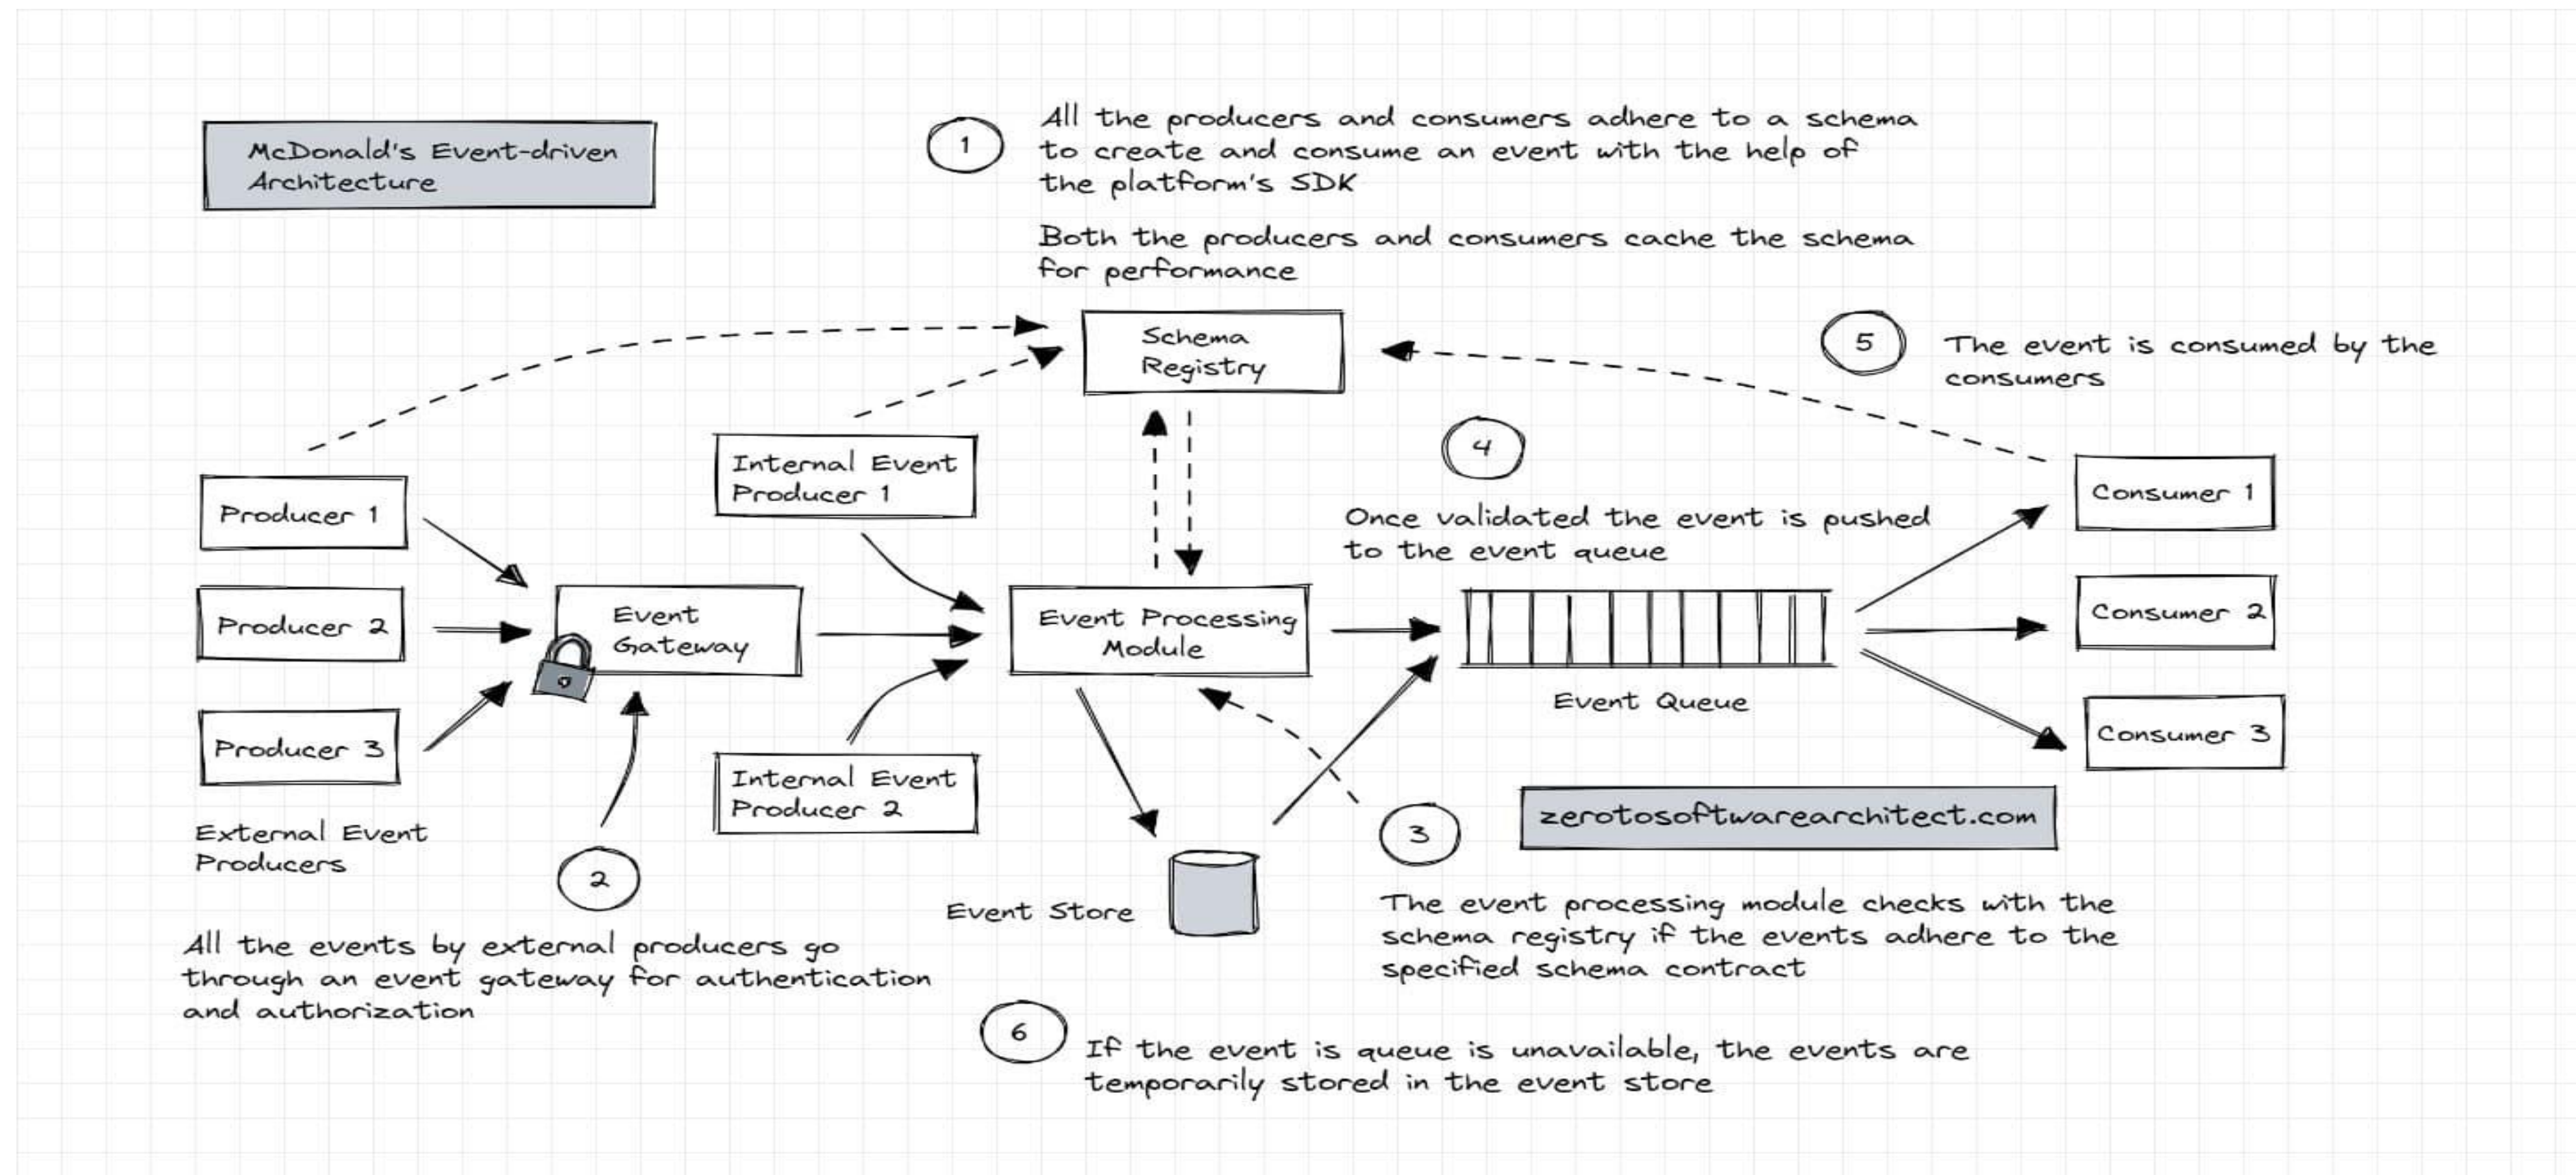 McDonald's Event-driven
Architecture
1
All the producers and consumers adhere to a schema
to create and consume an event with the help of
the platform's SDK
Both the producers and consumers cache the schema
for performance
Schema
Registry
5
The event is consumed by the
consumers
4
Once validated the event is pushed
to the event queue
Internal Event
Producer 1
Producer 1
Producer 2
Producer 3
External Event
Producers
Event
Gateway
Internal Event
Producer 2
Event Processing
Module
Event Queue
Consumer 1
Consumer 2
Consumer 3
zerotosoftwarearchitect.com
2
All the events by external producers go
through an event gateway for authentication
and authorization
Event Store
3
The event processing module checks with the
schema registry if the events adhere to the
specified schema contract
6
If the event is queue is unavailable, the events are
temporarily stored in the event store